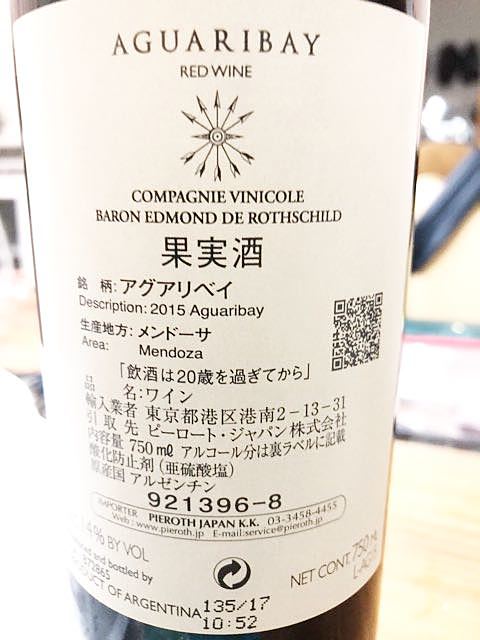 AGUARIBAY
RED WINE
COMPAGNIE VINICOLE
BARON EDMOND DE ROTHSCHILD
果実酒
銘 柄: アグアリベイ
Description: 2015 Aguaribay
生産地方: メンドーサ
Area: Mendoza
「飲酒は20歳を過ぎてから」
品 名:ワイン
輸入業者 東京都港区港南2-13-31
引 取 先 ピーロート・ジャパン株式会社
内容量 750㎖ アルコール分は裏ラベルに記載
酸化防止剤 (亜硫酸塩)
原産国 アルゼンチン
921396-8
IMPORTER PIEROTH JAPAN K.K. 03-3458-4455
Web : www.pieroth.jp E-mail:service@pieroth.jp
4% BY VOL
and bottled by
NET CONT. 750 ML
OF ARGENTINA
135/17
10:52